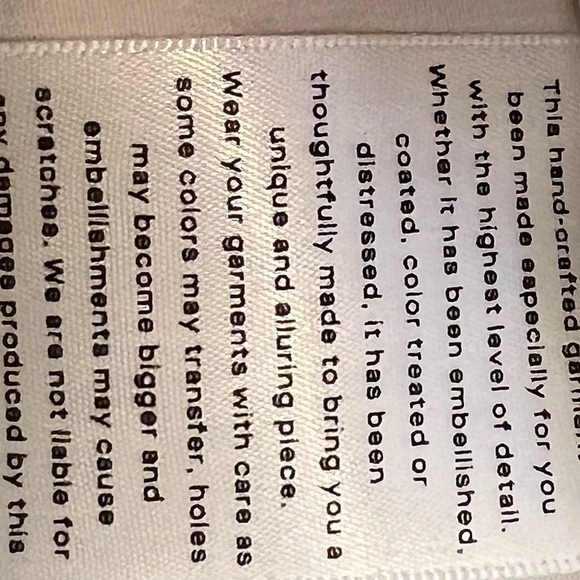 This hand-crafted garment
been made especially for you
with the highest level of detail.
Whether it has been embellished,
coated, color treated or
distressed, it has been
thoughtfully made to bring you a
unique and alluring piece.
Wear your garments with care as
some colors may transfer, holes
may become bigger and
embellishments may cause
scratches. We are not liable for
any damages produced by this